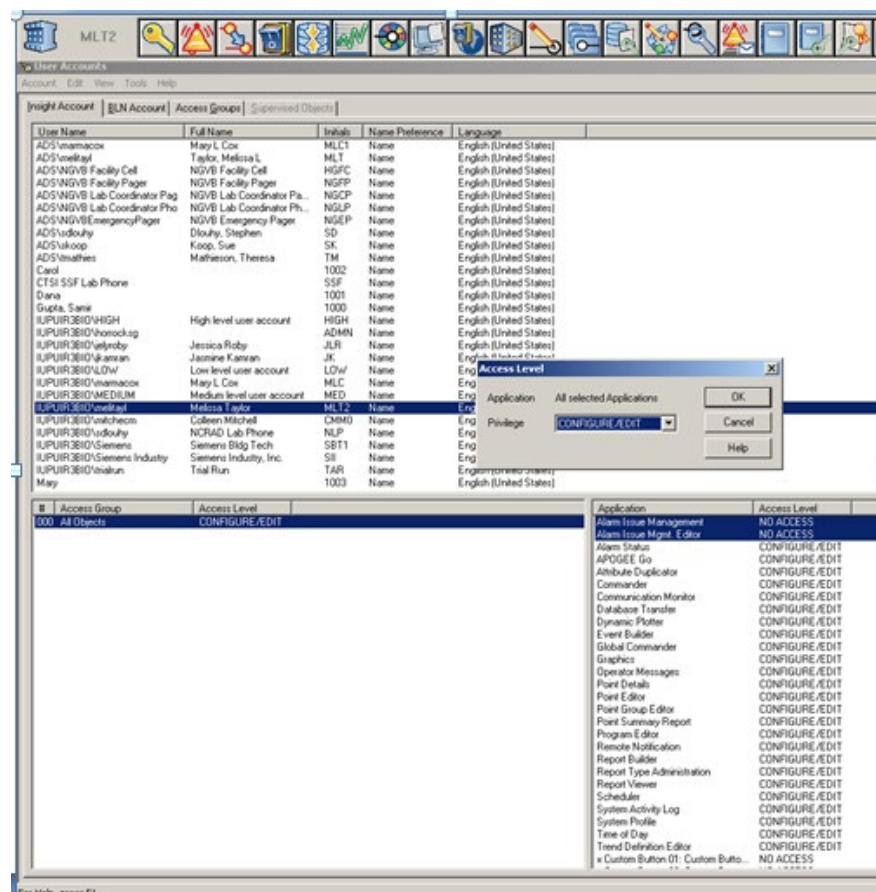 MLT2
User Accounts
Account Edit View Tools Help
Insight Account BLN Account Access Groups Supervised Objects
User Name Full Name Initials Name Preference Language
ADS\mamacox Mary L Cox MLC1 Name English (United States)
ADS\melitayl Taylor, Melissa L MLT Name English (United States)
ADS\NGVB Facility Cell NGVB Facility Cell HGFC Name English (United States)
ADS\NGVB Facility Pager NGVB Facility Pager NGFP Name English (United States)
ADS\NGVB Lab Coordinator Pag NGVB Lab Coordinator Pa... NGCP Name English (United States)
ADS\NGVB Lab Coordinator Pho NGVB Lab Coordinator Ph... NGLP Name English (United States)
ADS\NGVBEmergencyPager NGVB Emergency Pager NGEP Name English (United States)
ADS\sdlouhy Dlouhy, Stephen SD Name English (United States)
ADS\skoop Koop, Sue SK Name English (United States)
ADS\tmathies Mathieson, Theresa TM Name English (United States)
Carol 1002 Name English (United States)
CTSI SSF Lab Phone SSF Name English (United States)
Dana 1001 Name English (United States)
Gupta, Samir 1000 Name English (United States)
IUPUIR3BIO\HIGH High level user account HIGH Name English (United States)
IUPUIR3BIO\horrocksg ADMN Name English (United States)
IUPUIR3BIO\jelyroby Jessica Roby JLR Name English (United States)
IUPUIR3BIO\jkamran Jasmine Kamran JK Name English (United States)
IUPUIR3BIO\LOW Low level user account LOW Name Eng
IUPUIR3BIO\mamacox Mary L Cox MLC Name Eng
IUPUIR3BIO\MEDIUM Medium level user account MED Name Eng
IUPUIR3BIO\melitayl Melissa Taylor MLT2 Name Eng
IUPUIR3BIO\mitchecm Colleen Mitchell CMM0 Name Eng
IUPUIR3BIO\sdlouhy NCRAD Lab Phone NLP Name Eng
IUPUIR3BIO\Siemens Siemens Bldg Tech SBT1 Name Eng
IUPUIR3BIO\Siemens Industry Siemens Industry, Inc. SII Name Eng
IUPUIR3BIO\trialrun Trial Run TAR Name English (United States)
Mary 1003 Name English (United States)
Access Level
Application All selected Applications OK
Privilege CONFIGURE/EDIT Cancel
Help
# Access Group Access Level
000 All Objects CONFIGURE/EDIT
Application Access Level
Alarm Issue Management NO ACCESS
Alarm Issue Mgmt. Editor NO ACCESS
Alarm Status CONFIGURE/EDIT
APOGEE Go CONFIGURE/EDIT
Attribute Duplicator CONFIGURE/EDIT
Commander CONFIGURE/EDIT
Communication Monitor CONFIGURE/EDIT
Database Transfer CONFIGURE/EDIT
Dynamic Plotter CONFIGURE/EDIT
Event Builder CONFIGURE/EDIT
Global Commander CONFIGURE/EDIT
Graphics CONFIGURE/EDIT
Operator Messages CONFIGURE/EDIT
Point Details CONFIGURE/EDIT
Point Editor CONFIGURE/EDIT
Point Group Editor CONFIGURE/EDIT
Point Summary Report CONFIGURE/EDIT
Program Editor CONFIGURE/EDIT
Remote Notification CONFIGURE/EDIT
Report Builder CONFIGURE/EDIT
Report Type Administration CONFIGURE/EDIT
Report Viewer CONFIGURE/EDIT
Scheduler CONFIGURE/EDIT
System Activity Log CONFIGURE/EDIT
System Profile CONFIGURE/EDIT
Time of Day CONFIGURE/EDIT
Trend Definition Editor CONFIGURE/EDIT
Custom Button 01: Custom Butto... NO ACCESS